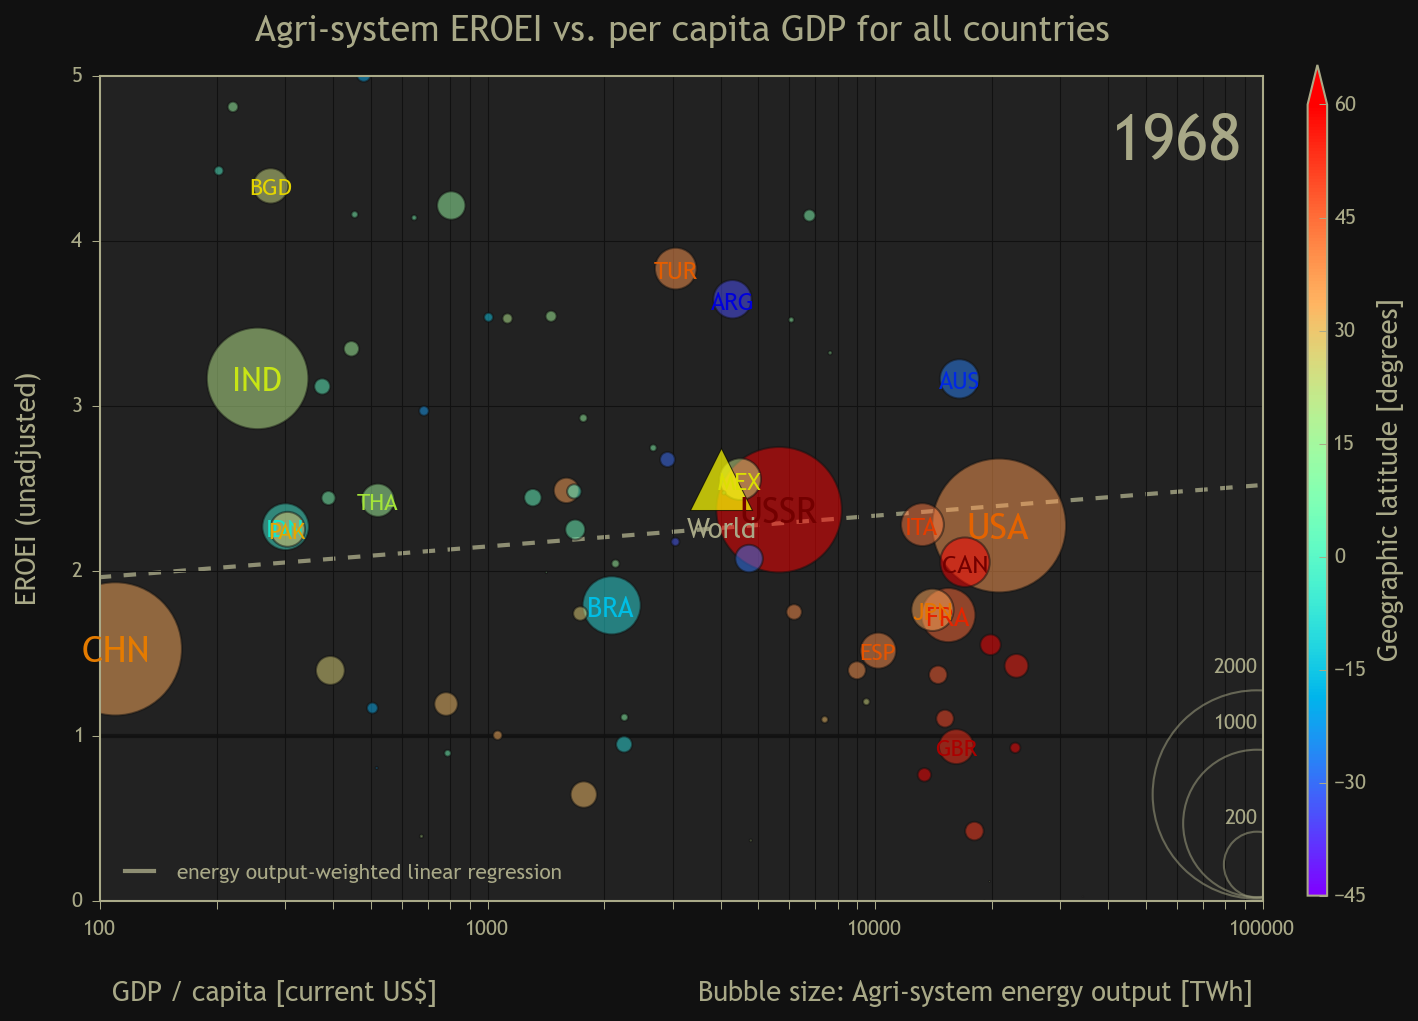 Agri-system EROEI vs. per capita GDP for all countries
1968
EROEI (unadjusted)
5
4
3
2
1
0
BGD
TUR
ARG
IND
AUS
THA
PAK
World
USSR
ITA
USA
CAN
BRA
FRA
CHN
ESP
GBR
2000
1000
200
energy output-weighted linear regression
100
1000
10000
100000
GDP / capita [current US$]
Bubble size: Agri-system energy output [TWh]
60
45
30
15
0
−15
−30
−45
Geographic latitude [degrees]